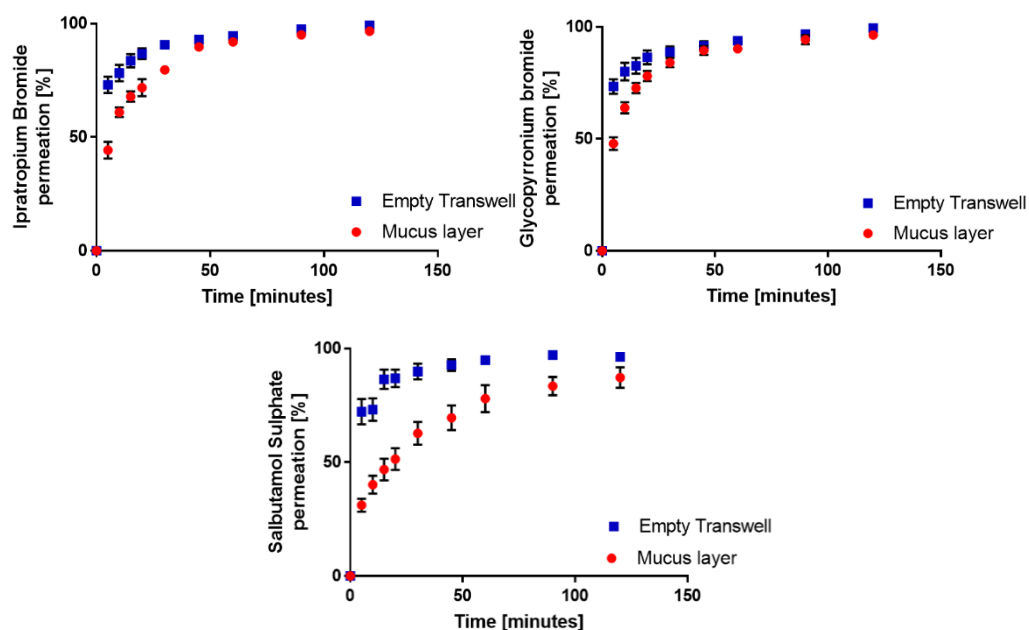 Ipratropium Bromide
permeation [%]
100
50
0
0
50
100
150
Time [minutes]
Empty Transwell
Mucus layer
Glycopyrronium bromide
permeation [%]
100
50
0
0
50
100
150
Time [minutes]
Empty Transwell
Mucus layer
Salbutamol Sulphate
permeation [%]
100
50
0
0
50
100
150
Time [minutes]
Empty Transwell
Mucus layer